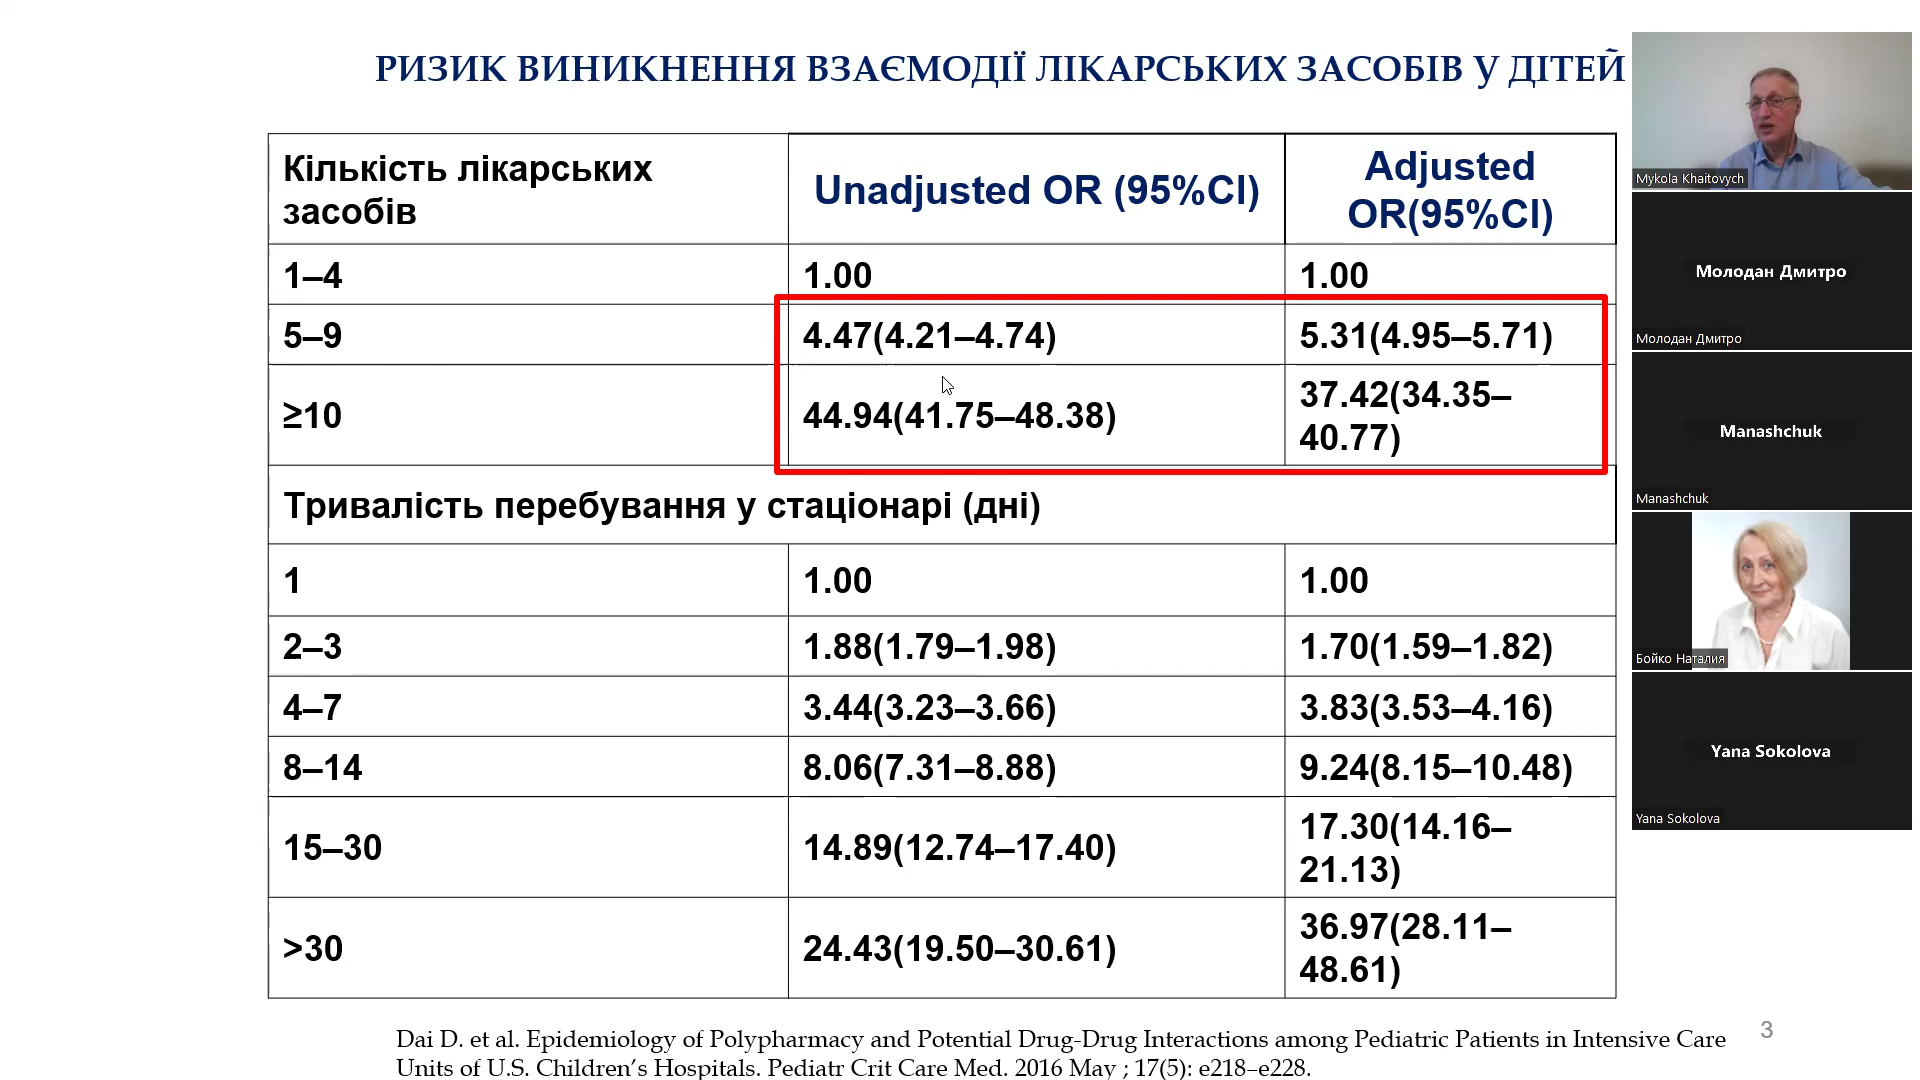 РИЗИК ВИНИКНЕННЯ ВЗАЄМОДІЇ ЛІКАРСЬКИХ ЗАСОБІВ У ДІТЕЙ
Кількість лікарських
засобів
Unadjusted OR (95%CI)
Adjusted
OR(95%CI)
1–4
1.00
1.00
5–9
4.47(4.21–4.74)
5.31(4.95–5.71)
≥10
44.94(41.75–48.38)
37.42(34.35–
40.77)
Тривалість перебування у стаціонарі (дні)
1
1.00
1.00
2–3
1.88(1.79–1.98)
1.70(1.59–1.82)
4–7
3.44(3.23–3.66)
3.83(3.53–4.16)
8–14
8.06(7.31–8.88)
9.24(8.15–10.48)
15–30
14.89(12.74–17.40)
17.30(14.16–
21.13)
>30
24.43(19.50–30.61)
36.97(28.11–
48.61)
Dai D. et al. Epidemiology of Polypharmacy and Potential Drug-Drug Interactions among Pediatric Patients in Intensive Care
Units of U.S. Children’s Hospitals. Pediatr Crit Care Med. 2016 May ; 17(5): e218–e228.
3
Mykola Khaitovych
Молодан Дмитро
Молодан Дмитро
Manashchuk
Manashchuk
Бойко Наталия
Yana Sokolova
Yana Sokolova